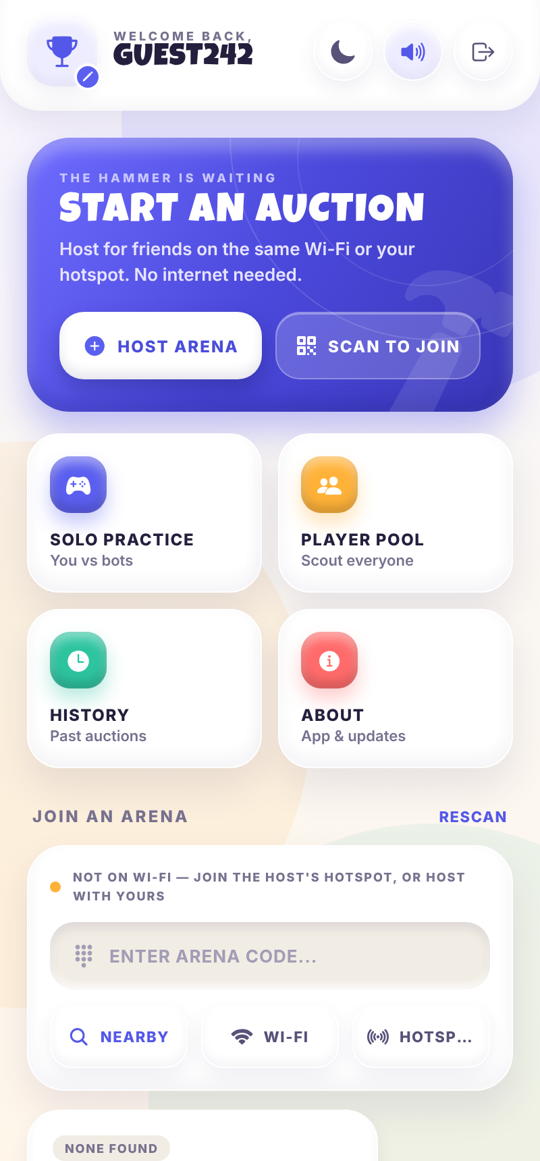 WELCOME BACK,
GUEST242
THE HAMMER IS WAITING
START AN AUCTION
Host for friends on the same Wi-Fi or your
hotspot. No internet needed.
HOST ARENA
SCAN TO JOIN
SOLO PRACTICE
You vs bots
PLAYER POOL
Scout everyone
HISTORY
Past auctions
ABOUT
App & updates
JOIN AN ARENA
RESCAN
NOT ON WI-FI — JOIN THE HOST'S HOTSPOT, OR HOST
WITH YOURS
ENTER ARENA CODE...
NEARBY
WI-FI
HOTSP...
NONE FOUND